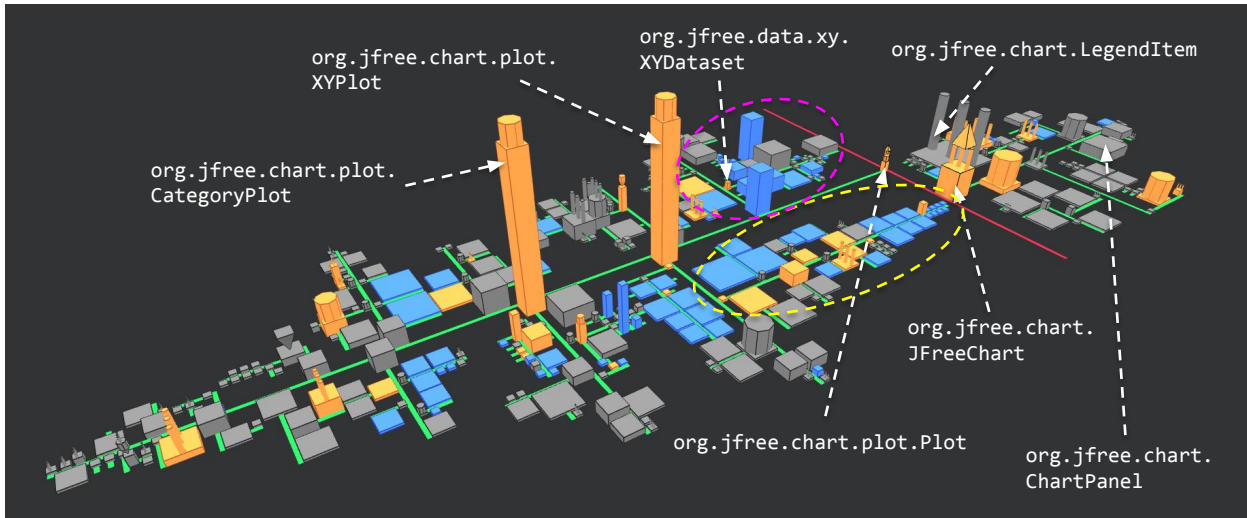 org.jfree.data.xy.
XYDataset
org.jfree.chart.LegendItem
org.jfree.chart.plot.
XYPlot
org.jfree.chart.plot.
CategoryPlot
org.jfree.chart.
JFreeChart
org.jfree.chart.plot.Plot
org.jfree.chart.
ChartPanel